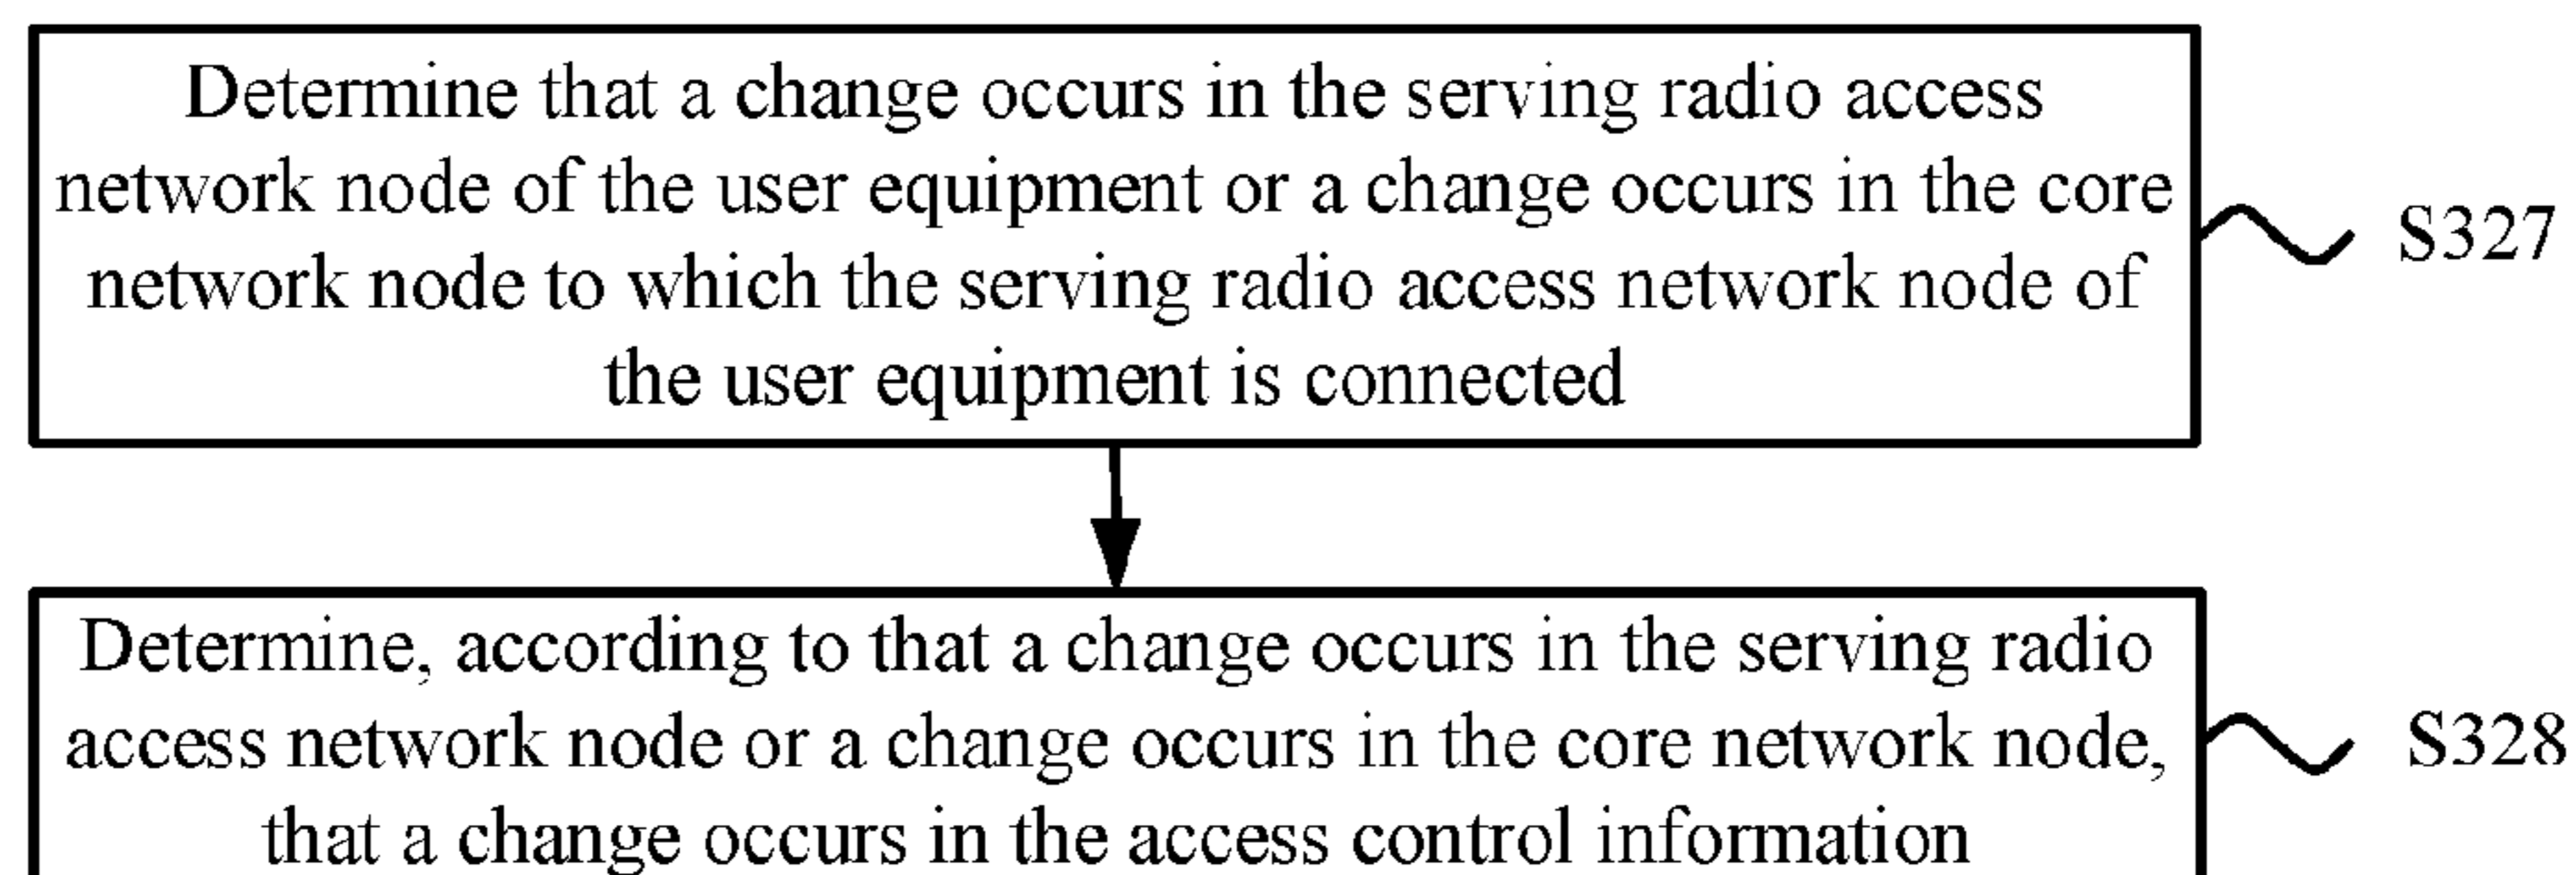 Determine that a change occurs in the serving radio access
network node of the user equipment or a change occurs in the core
network node to which the serving radio access network node of
the user equipment is connected
S327
Determine, according to that a change occurs in the serving radio
access network node or a change occurs in the core network node,
that a change occurs in the access control information
S328